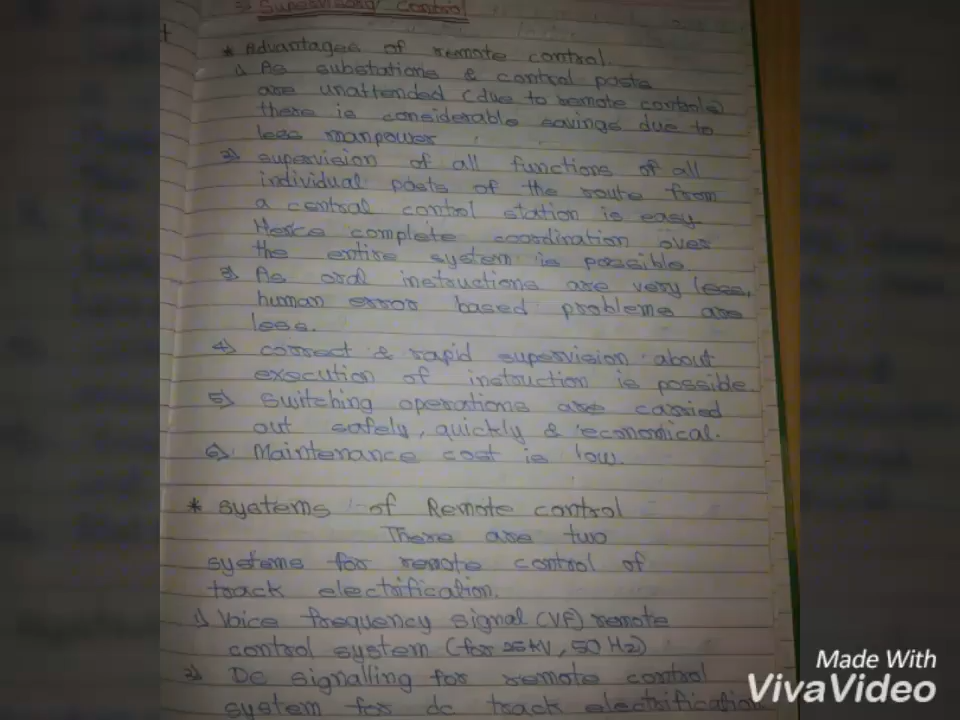 ⇒ Supervisory Control
* Advantages of remote control.
1) As substations & control posts
are unattended (due to remote controls)
there is considerable savings due to
less manpower
2) supervision of all functions of all
individual posts of the route from
a central control station is easy
Hence complete coordination over
the entire system is possible
3) As oral instructions are very less,
human error based problems are
less.
4) correct & rapid supervision about
execution of instruction is possible
5) switching operations are carried
out safely, quickly & economical.
6) Maintenance cost is low.
* systems of Remote control
There are two
systems for remote control of
track electrification.
1) Voice frequency signal (VF) remote
control system (for 25 kV, 50 Hz)
2) DC signalling for remote control
system for dc track electrification
Made With
VivaVideo